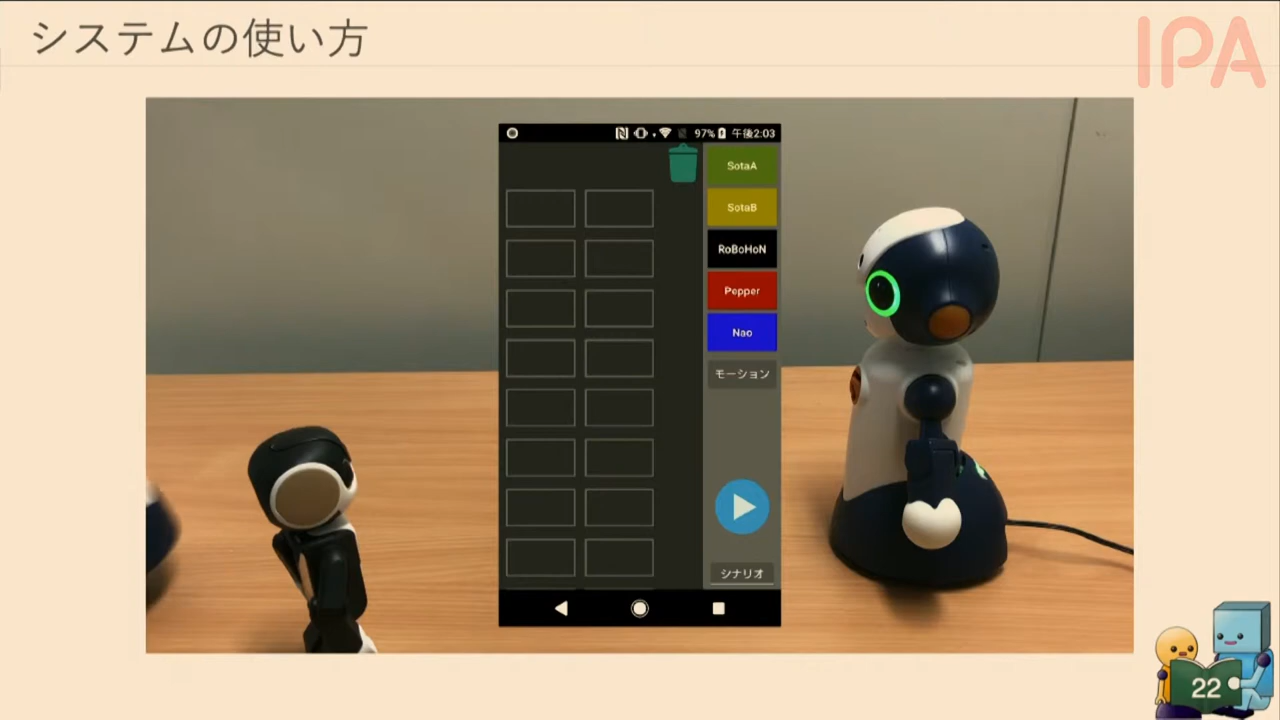 システムの使い方
IPA
97% 午後2:03
SotaA
SotaB
RoBoHoN
Pepper
Nao
モーション
シナリオ
22